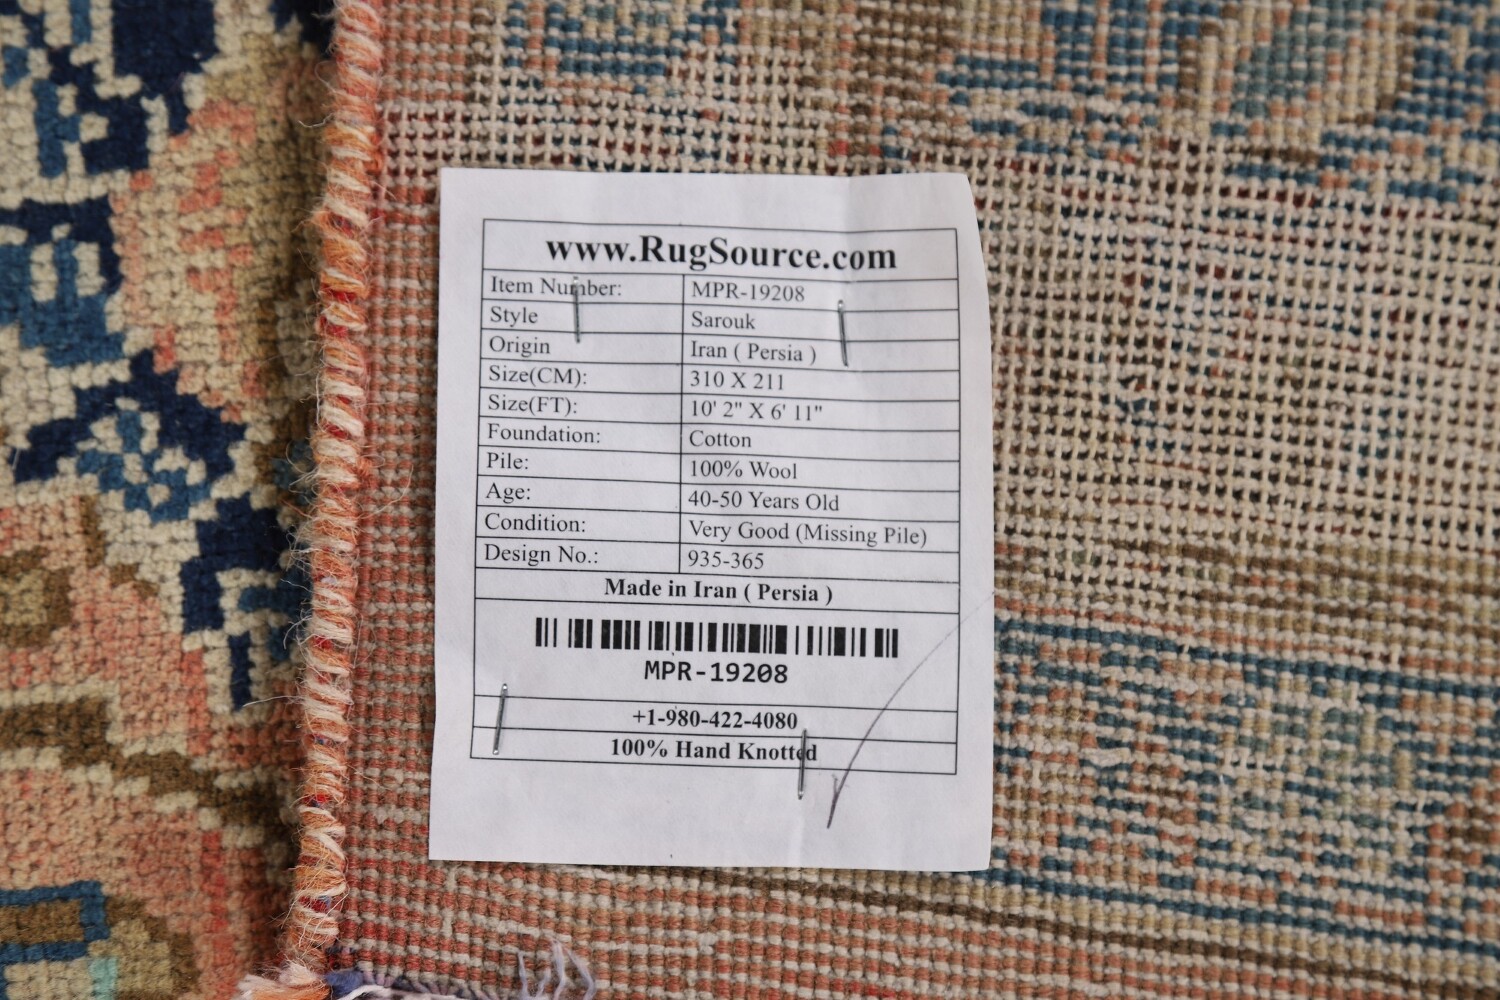 www.RugSource.com
Item Number: MPR-19208
Style Sarouk
Origin Iran ( Persia )
Size(CM): 310 X 211
Size(FT): 10' 2" X 6' 11"
Foundation: Cotton
Pile: 100% Wool
Age: 40-50 Years Old
Condition: Very Good (Missing Pile)
Design No.: 935-365
Made in Iran ( Persia )
MPR-19208
+1-980-422-4080
100% Hand Knotted